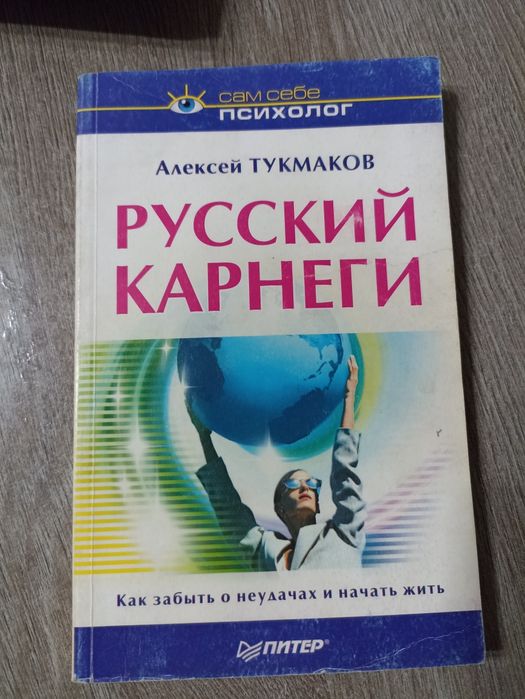 сам себе
ПСИХОЛОГ
Алексей ТУКМАКОВ
РУССКИЙ
КАРНЕГИ
Как забыть о неудачах и начать жить
ПИТЕР®